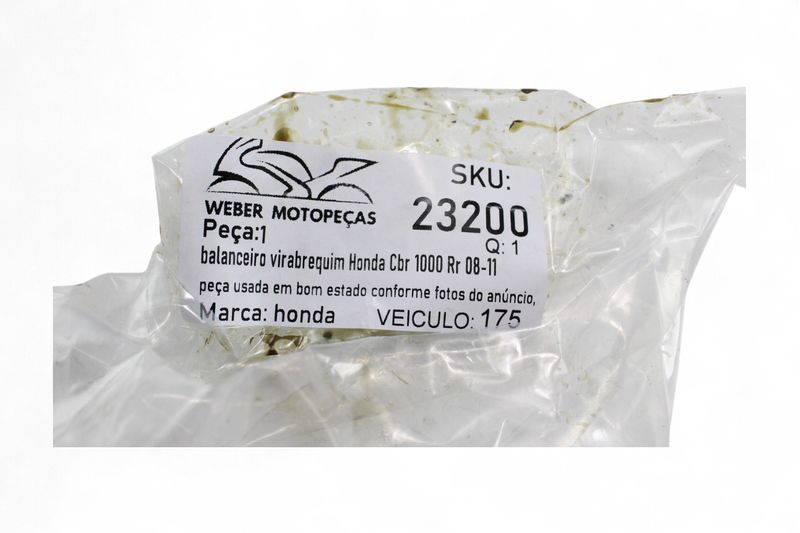 WEBER MOTOPEÇAS
SKU:
23200
Peça:1
Q: 1
balanceiro virabrequim Honda Cbr 1000 Rr 08-11
peça usada em bom estado conforme fotos do anúncio,
Marca: honda
VEICULO: 175